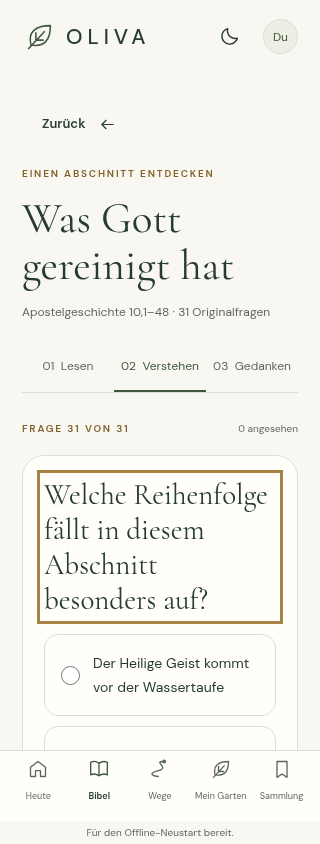 OLIVA
Du
Zurück ←
EINEN ABSCHNITT ENTDECKEN
Was Gott
gereinigt hat
Apostelgeschichte 10,1–48 · 31 Originalfragen
01 Lesen
02 Verstehen
03 Gedanken
FRAGE 31 VON 31
0 angesehen
Welche Reihenfolge
fällt in diesem
Abschnitt
besonders auf?
Der Heilige Geist kommt
vor der Wassertaufe
Heute
Bibel
Wege
Mein Garten
Sammlung
Für den Offline-Neustart bereit.